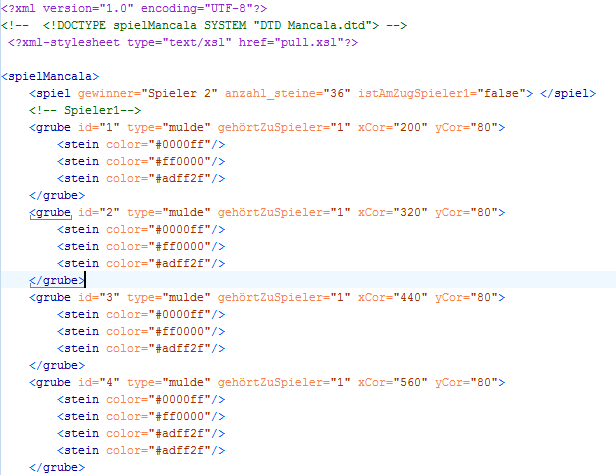 <?xml version="1.0" encoding="UTF-8"?>
<!--  <!DOCTYPE spielMancala SYSTEM "DTD Mancala.dtd"> -->
<?xml-stylesheet type="text/xsl" href="pull.xsl"?>
<spielMancala>
<spiel gewinner="Spieler 2" anzahl_steine="36" istAmZugSpieler1="false"> </spiel>
<!-- Spieler1-->
<grube id="1" type="mulde" gehörtZuSpieler="1" xCor="200" yCor="80">
<stein color="#0000ff"/>
<stein color="#ff0000"/>
<stein color="#adff2f"/>
</grube>
<grube id="2" type="mulde" gehörtZuSpieler="1" xCor="320" yCor="80">
<stein color="#0000ff"/>
<stein color="#ff0000"/>
<stein color="#adff2f"/>
</grube>
<grube id="3" type="mulde" gehörtZuSpieler="1" xCor="440" yCor="80">
<stein color="#0000ff"/>
<stein color="#ff0000"/>
<stein color="#adff2f"/>
</grube>
<grube id="4" type="mulde" gehörtZuSpieler="1" xCor="560" yCor="80">
<stein color="#0000ff"/>
<stein color="#ff0000"/>
<stein color="#adff2f"/>
<stein color="#adff2f"/>
</grube>